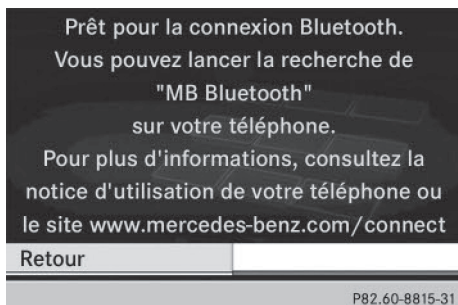 Prêt pour la connexion Bluetooth.
Vous pouvez lancer la recherche de
"MB Bluetooth"
sur votre téléphone.
Pour plus d'informations, consultez la
notice d'utilisation de votre téléphone ou
le site www.mercedes-benz.com/connect
Retour
P82.60-8815-31